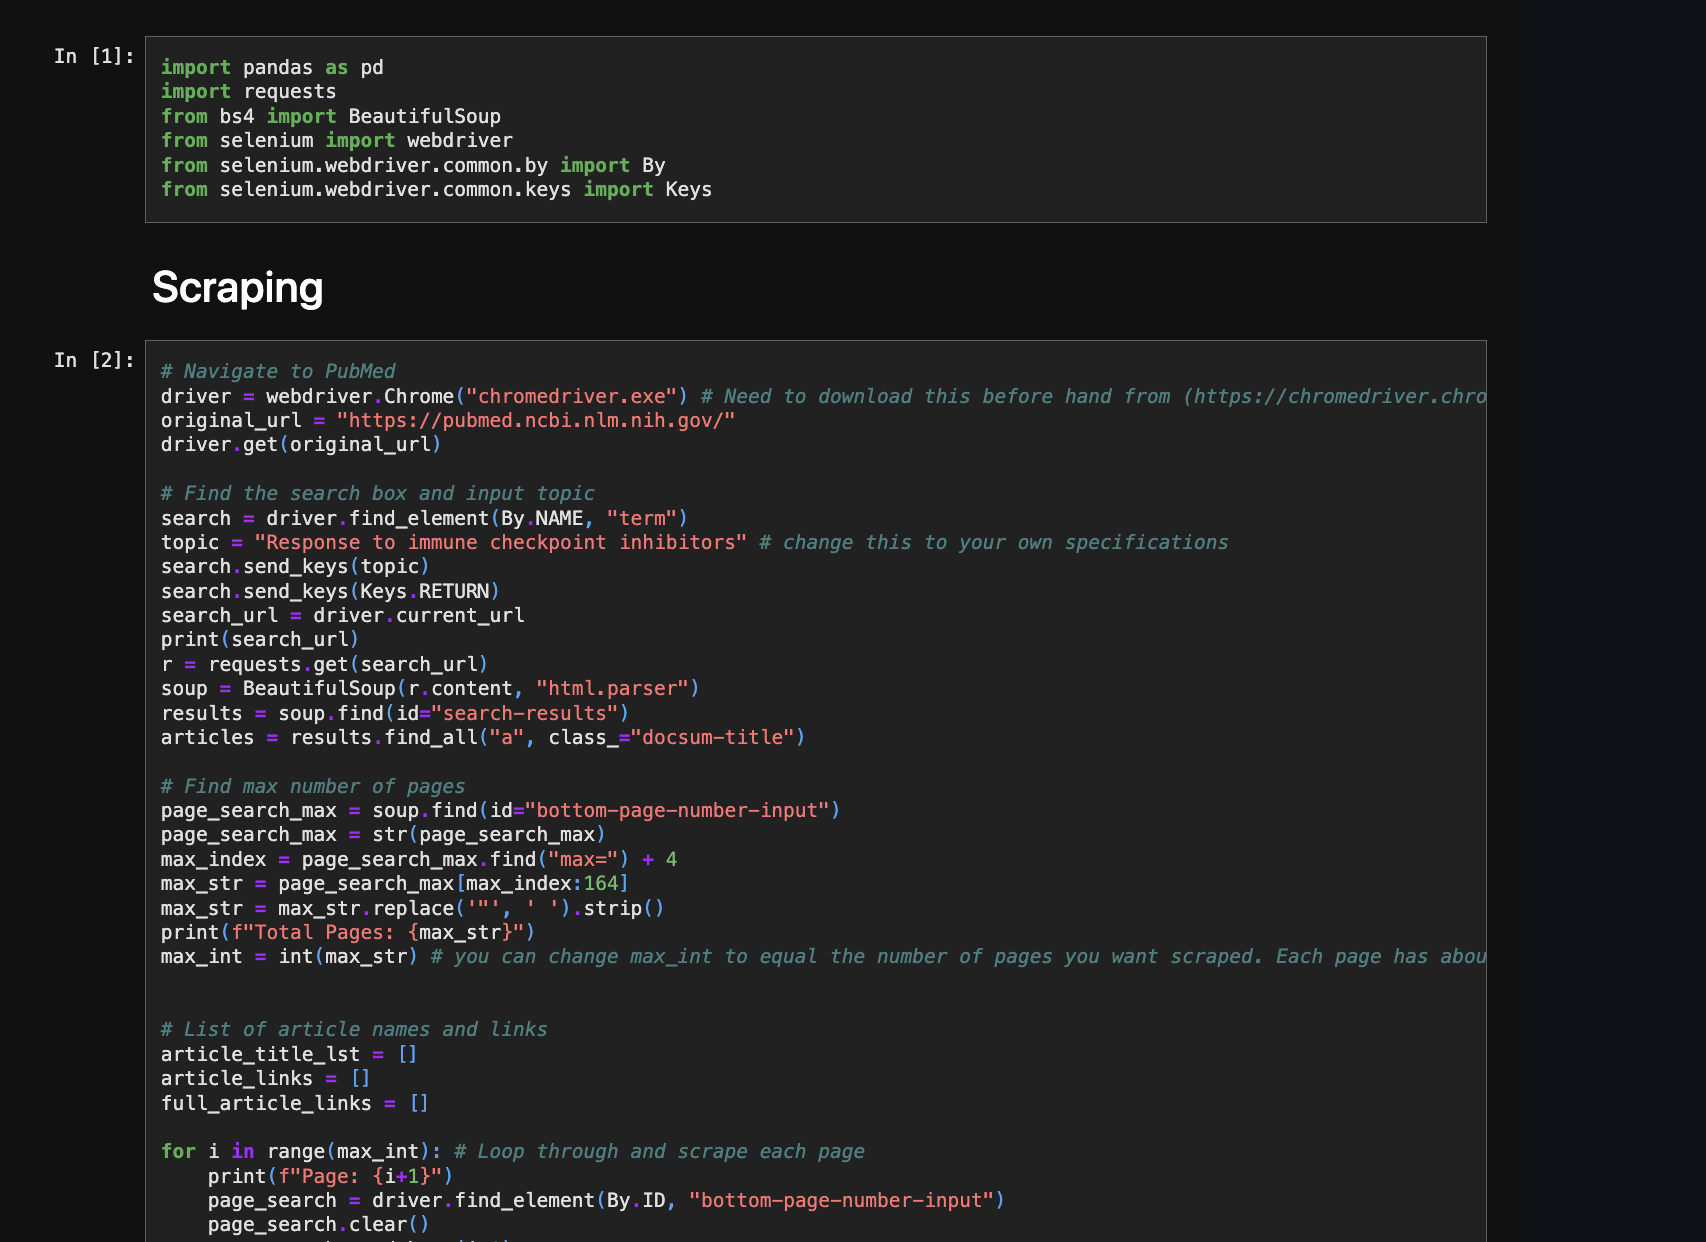 In [1]:
import pandas as pd
import requests
from bs4 import BeautifulSoup
from selenium import webdriver
from selenium.webdriver.common.by import By
from selenium.webdriver.common.keys import Keys
Scraping
In [2]:
# Navigate to PubMed
driver = webdriver.Chrome("chromedriver.exe") # Need to download this before hand from (https://chromedriver.chro
original_url = "https://pubmed.ncbi.nlm.nih.gov/"
driver.get(original_url)
# Find the search box and input topic
search = driver.find_element(By.NAME, "term")
topic = "Response to immune checkpoint inhibitors" # change this to your own specifications
search.send_keys(topic)
search.send_keys(Keys.RETURN)
search_url = driver.current_url
print(search_url)
r = requests.get(search_url)
soup = BeautifulSoup(r.content, "html.parser")
results = soup.find(id="search-results")
articles = results.find_all("a", class_="docsum-title")
# Find max number of pages
page_search_max = soup.find(id="bottom-page-number-input")
page_search_max = str(page_search_max)
max_index = page_search_max.find("max=") + 4
max_str = page_search_max[max_index:164]
max_str = max_str.replace('"', ' ').strip()
print(f"Total Pages: {max_str}")
max_int = int(max_str) # you can change max_int to equal the number of pages you want scraped. Each page has abou
# List of article names and links
article_title_lst = []
article_links = []
full_article_links = []
for i in range(max_int): # Loop through and scrape each page
    print(f"Page: {i+1}")
    page_search = driver.find_element(By.ID, "bottom-page-number-input")
    page_search.clear()